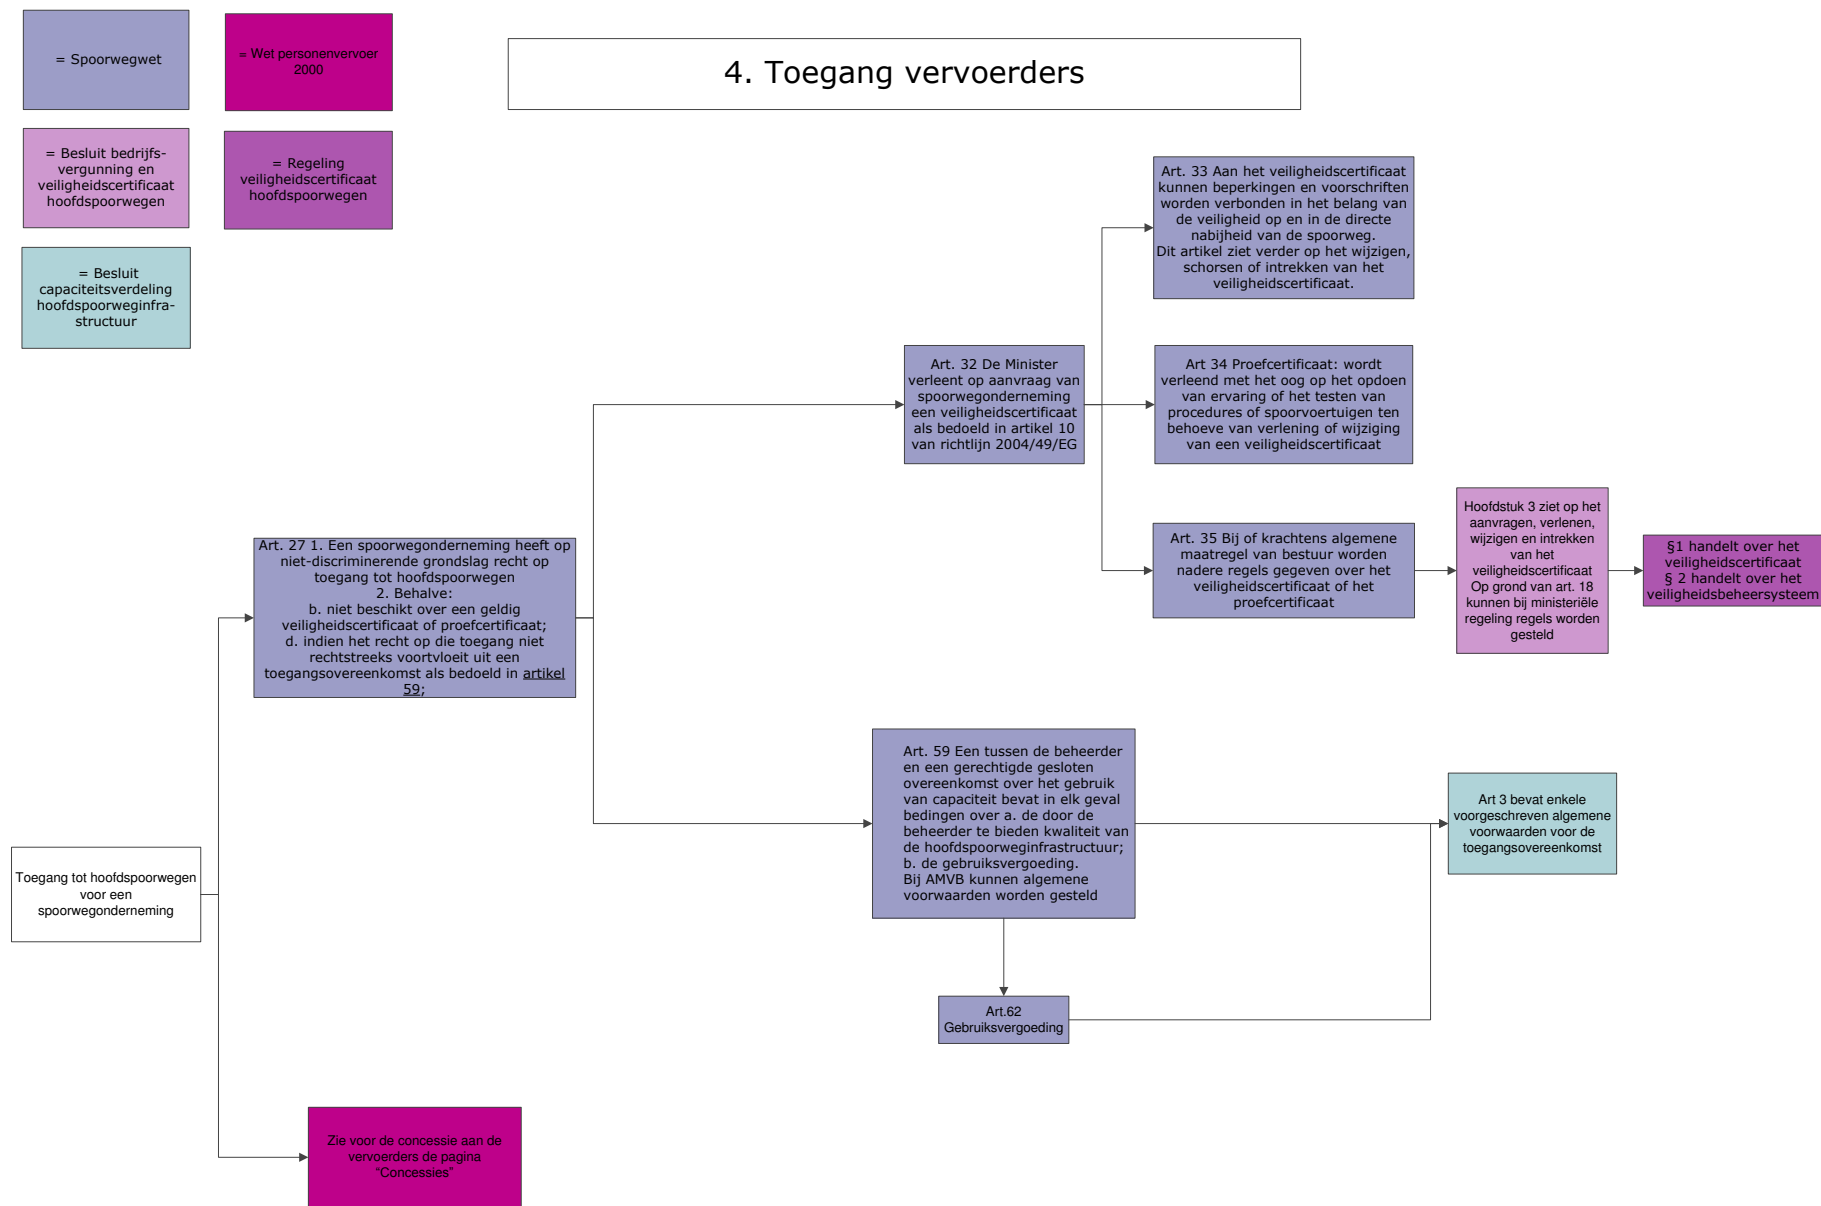 = Spoorwegwet
= Wet personenvervoer
2000
4. Toegang vervoerders
= Besluit bedrijfs-
vergunning en
veiligheidscertificaat
hoofdspoorwegen
= Regeling
veiligheidscertificaat
hoofdspoorwegen
= Besluit
capaciteitsverdeling
hoofdspoorweginfra-
structuur
Art. 33 Aan het veiligheidscertificaat
kunnen beperkingen en voorschriften
worden verbonden in het belang van
de veiligheid op en in de directe
nabijheid van de spoorweg.
Dit artikel ziet verder op het wijzigen,
schorsen of intrekken van het
veiligheidscertificaat.
Art. 32 De Minister
verleent op aanvraag van
spoorwegonderneming
een veiligheidscertificaat
als bedoeld in artikel 10
van richtlijn 2004/49/EG
Art 34 Proefcertificaat: wordt
verleend met het oog op het opdoen
van ervaring of het testen van
procedures of spoorvoertuigen ten
behoeve van verlening of wijziging
van een veiligheidscertificaat
Art. 35 Bij of krachtens algemene
maatregel van bestuur worden
nadere regels gegeven over het
veiligheidscertificaat of het
proefcertificaat
Hoofdstuk 3 ziet op het
aanvragen, verlenen,
wijzigen en intrekken
van het
veiligheidscertificaat
Op grond van art. 18
kunnen bij ministeriële
regeling regels worden
gesteld
§1 handelt over het
veiligheidscertificaat
§ 2 handelt over het
veiligheidsbeheersysteem
Art. 27 1. Een spoorwegonderneming heeft op
niet-discriminerende grondslag recht op
toegang tot hoofdspoorwegen
2. Behalve:
b. niet beschikt over een geldig
veiligheidscertificaat of proefcertificaat;
d. indien het recht op die toegang niet
rechtstreeks voortvloeit uit een
toegangsovereenkomst als bedoeld in artikel
59;
Art. 59 Een tussen de beheerder
en een gerechtigde gesloten
overeenkomst over het gebruik
van capaciteit bevat in elk geval
bedingen over a. de door de
beheerder te bieden kwaliteit van
de hoofdspoorweginfrastructuur;
b. de gebruiksvergoeding.
Bij AMVB kunnen algemene
voorwaarden worden gesteld
Art 3 bevat enkele
voorgeschreven algemene
voorwaarden voor de
toegangsovereenkomst
Toegang tot hoofdspoorwegen
voor een
spoorwegonderneming
Art.62
Gebruiksvergoeding
Zie voor de concessie aan de
vervoerders de pagina
“Concessies”